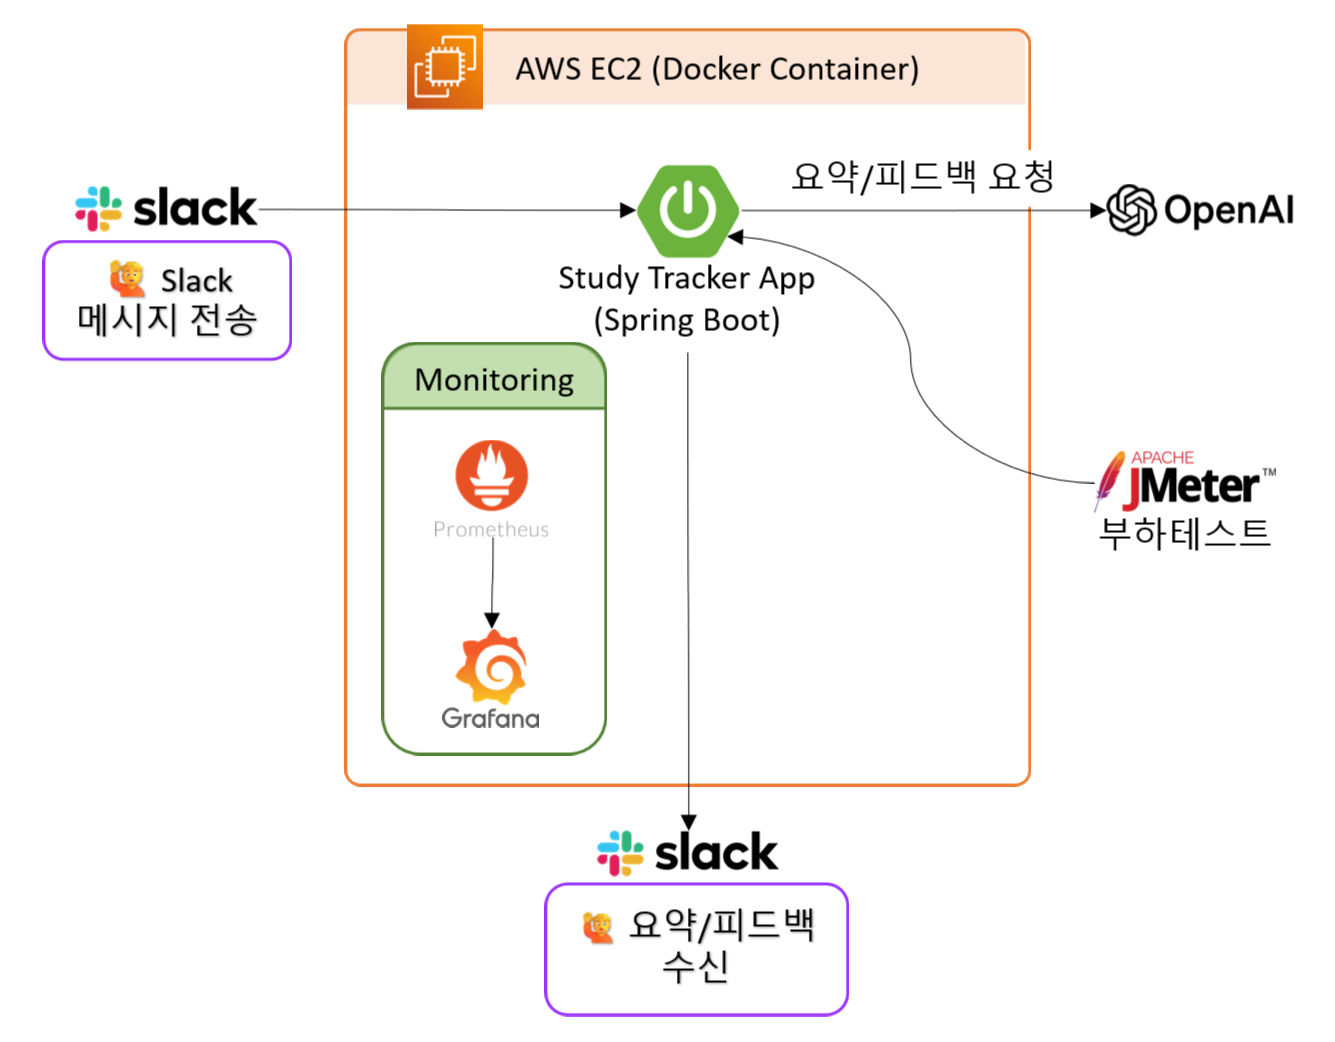 AWS EC2 (Docker Container)
slack
Slack
메시지 전송
요약/피드백 요청
OpenAI
Study Tracker App
(Spring Boot)
Monitoring
Prometheus
Grafana
APACHE
JMeter™
부하테스트
slack
요약/피드백
수신